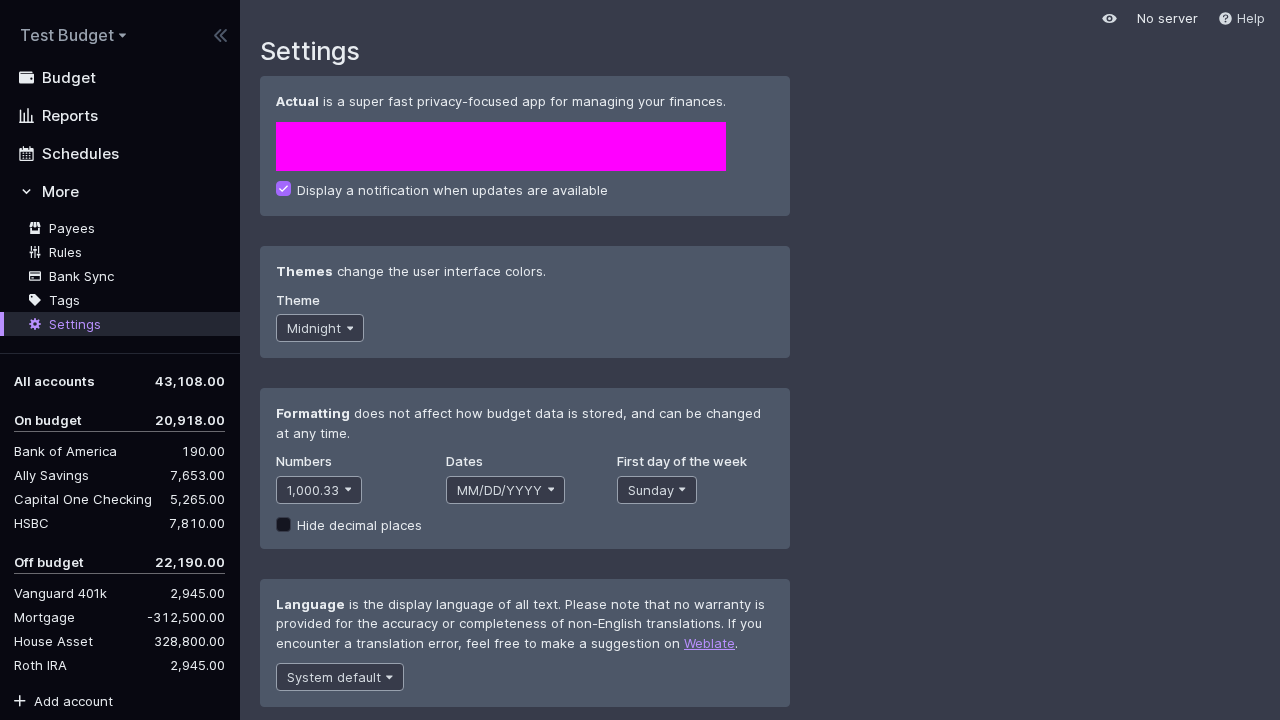 Test Budget
No server
Help
Settings
Budget
Reports
Schedules
More
Payees
Rules
Bank Sync
Tags
Settings
All accounts 43,108.00
On budget 20,918.00
Bank of America 190.00
Ally Savings 7,653.00
Capital One Checking 5,265.00
HSBC 7,810.00
Off budget 22,190.00
Vanguard 401k 2,945.00
Mortgage -312,500.00
House Asset 328,800.00
Roth IRA 2,945.00
Add account
Actual is a super fast privacy-focused app for managing your finances.
Display a notification when updates are available
Themes change the user interface colors.
Theme
Midnight
Formatting does not affect how budget data is stored, and can be changed
at any time.
Numbers Dates First day of the week
1,000.33 MM/DD/YYYY Sunday
Hide decimal places
Language is the display language of all text. Please note that no warranty is
provided for the accuracy or completeness of non-English translations. If you
encounter a translation error, feel free to make a suggestion on Weblate.
System default